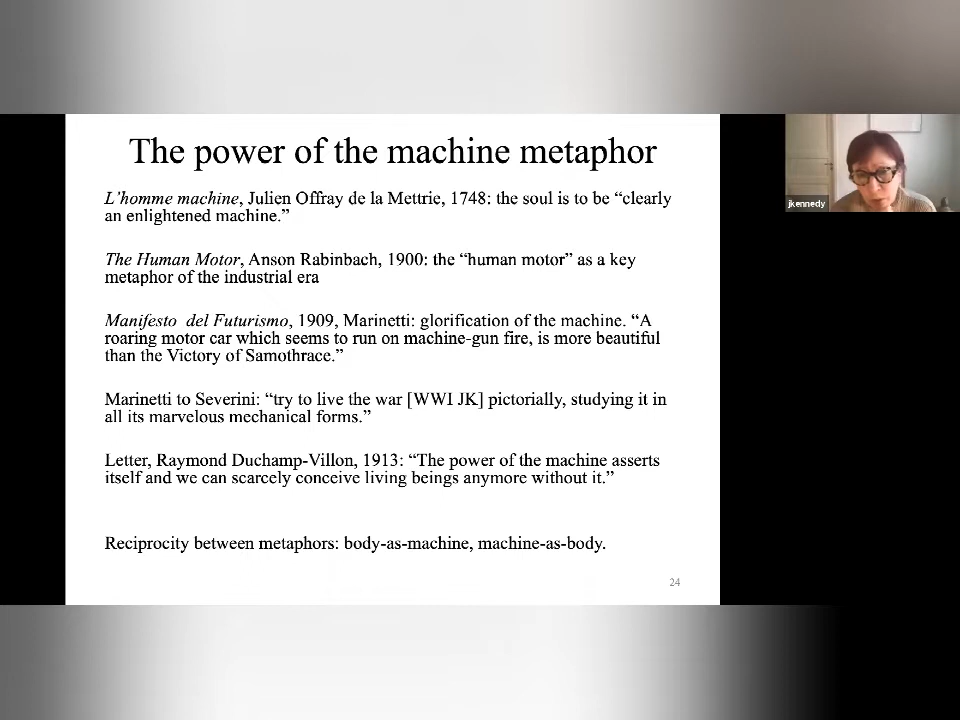 The power of the machine metaphor
L'homme machine, Julien Offray de la Mettrie, 1748: the soul is to be “clearly
an enlightened machine.”
The Human Motor, Anson Rabinbach, 1900: the “human motor” as a key
metaphor of the industrial era
Manifesto del Futurismo, 1909, Marinetti: glorification of the machine. “A
roaring motor car which seems to run on machine-gun fire, is more beautiful
than the Victory of Samothrace.”
Marinetti to Severini: “try to live the war [WWI JK] pictorially, studying it in
all its marvelous mechanical forms.”
Letter, Raymond Duchamp-Villon, 1913: “The power of the machine asserts
itself and we can scarcely conceive living beings anymore without it.”
Reciprocity between metaphors: body-as-machine, machine-as-body.
24
jkennedy